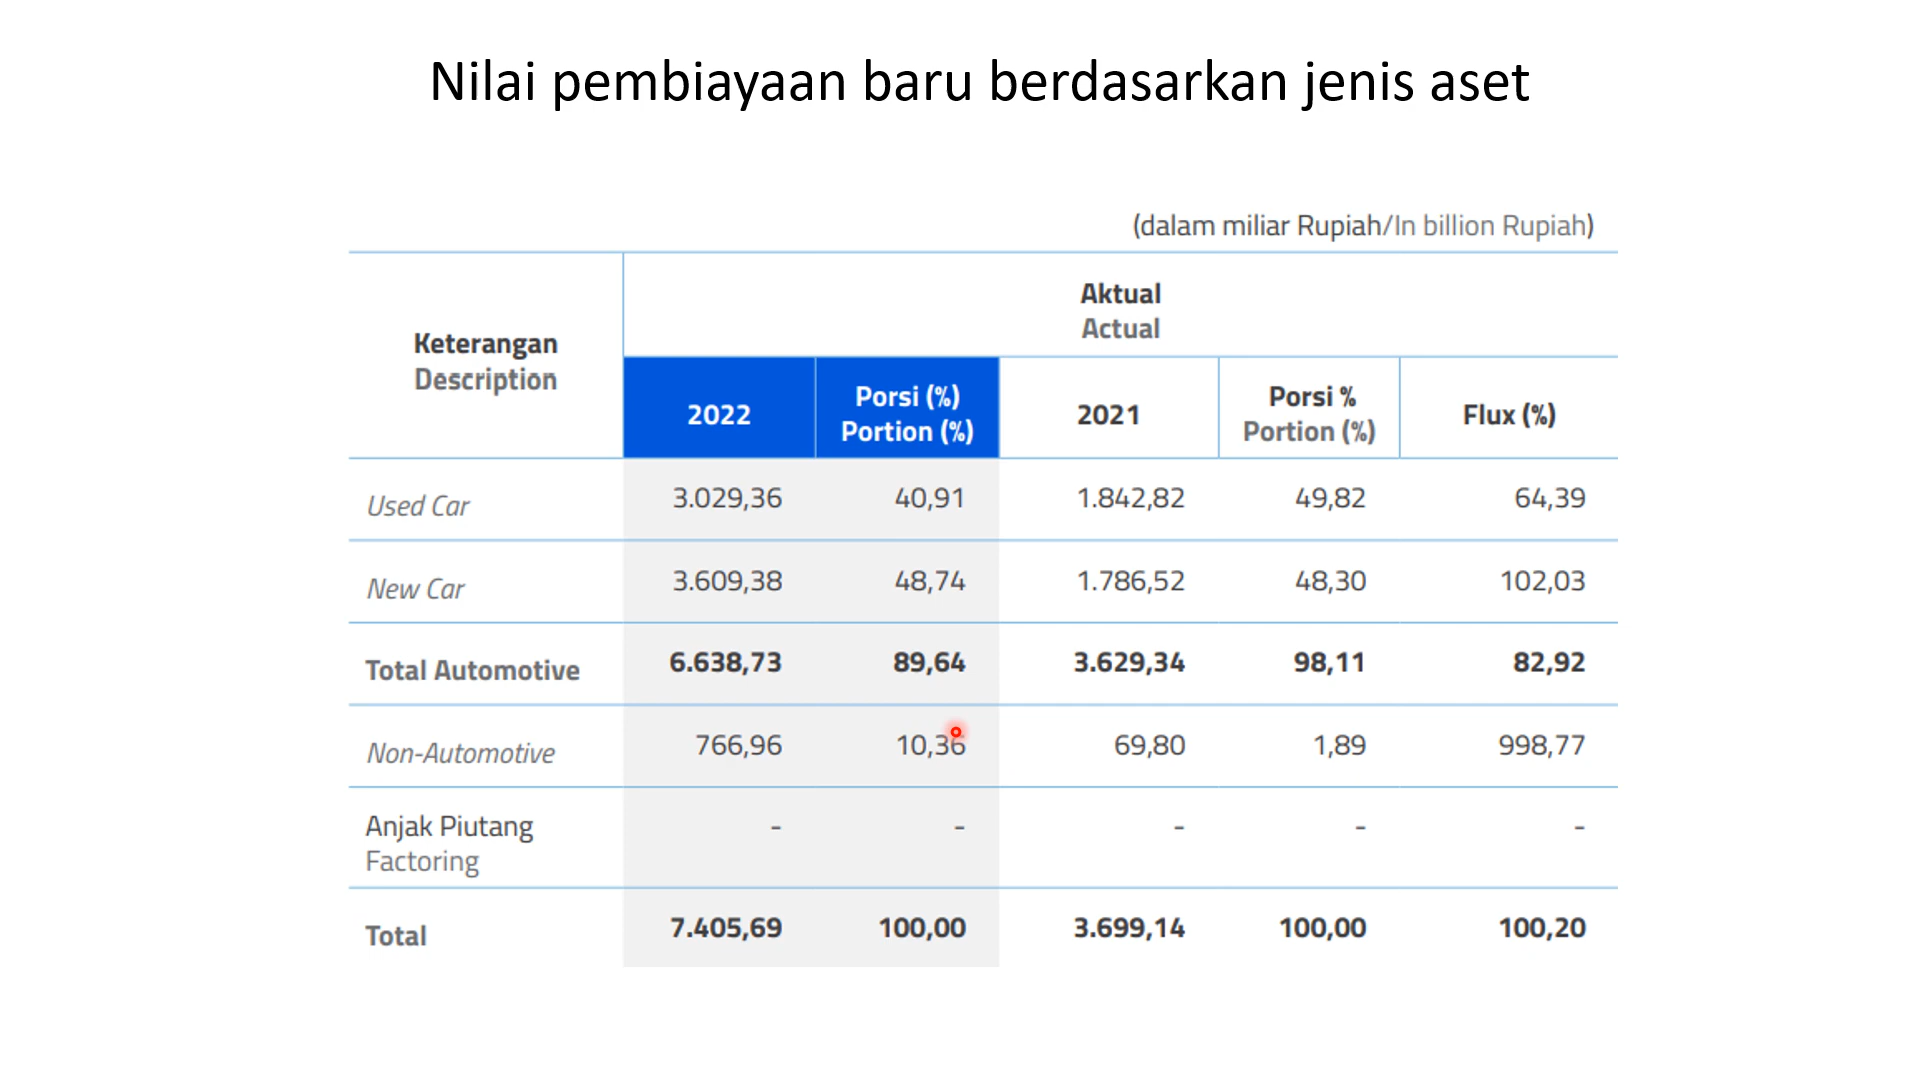 Nilai pembiayaan baru berdasarkan jenis aset
(dalam miliar Rupiah/In billion Rupiah)
Keterangan
Description
Aktual
Actual
2022
Porsi (%)
Portion (%)
2021
Porsi %
Portion (%)
Flux (%)
Used Car 3.029,36 40,91 1.842,82 49,82 64,39
New Car 3.609,38 48,74 1.786,52 48,30 102,03
Total Automotive 6.638,73 89,64 3.629,34 98,11 82,92
Non-Automotive 766,96 10,36 69,80 1,89 998,77
Anjak Piutang - - - - -
Factoring
Total 7.405,69 100,00 3.699,14 100,00 100,20